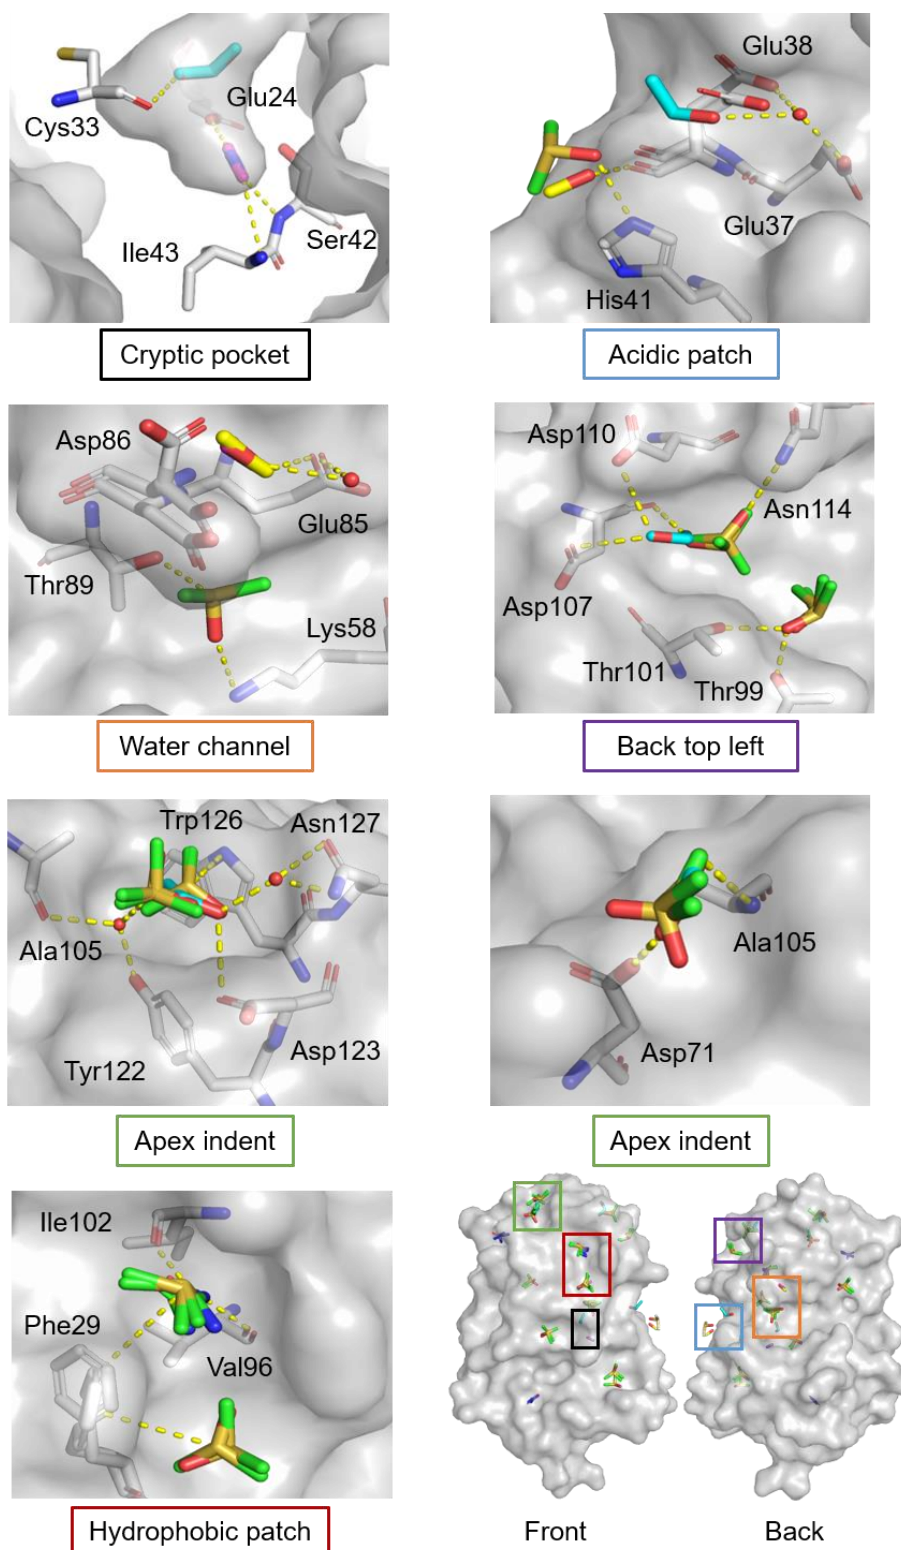 Cys33
Glu24
Ile43
Ser42
Cryptic pocket
Glu38
Glu37
His41
Acidic patch
Asp86
Glu85
Thr89
Lys58
Water channel
Asp110
Asn114
Asp107
Thr101
Thr99
Back top left
Trp126
Asn127
Ala105
Tyr122
Asp123
Apex indent
Ala105
Asp71
Apex indent
Ile102
Phe29
Val96
Hydrophobic patch
Front
Back